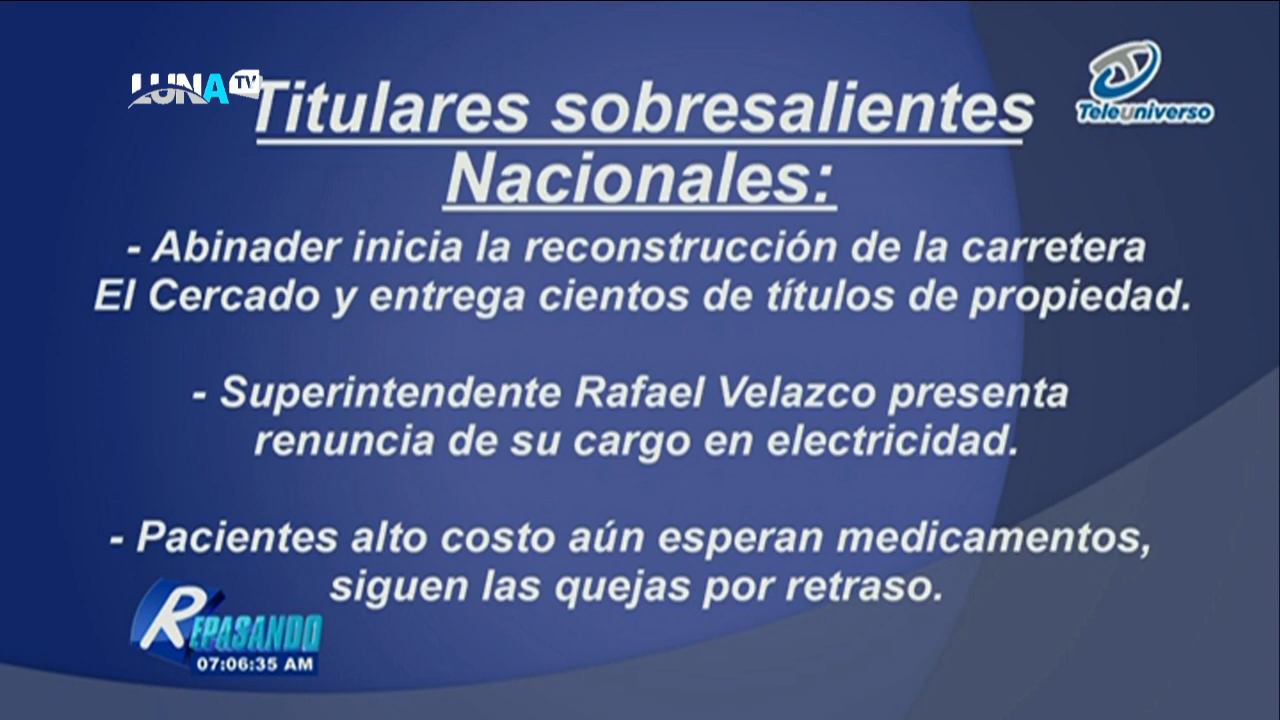 LUNA TV
Teleuniverso
Titulares sobresalientes
Nacionales:
- Abinader inicia la reconstrucción de la carretera
El Cercado y entrega cientos de títulos de propiedad.
- Superintendente Rafael Velazco presenta
renuncia de su cargo en electricidad.
- Pacientes alto costo aún esperan medicamentos,
siguen las quejas por retraso.
REPASANDO
07:06:35 AM